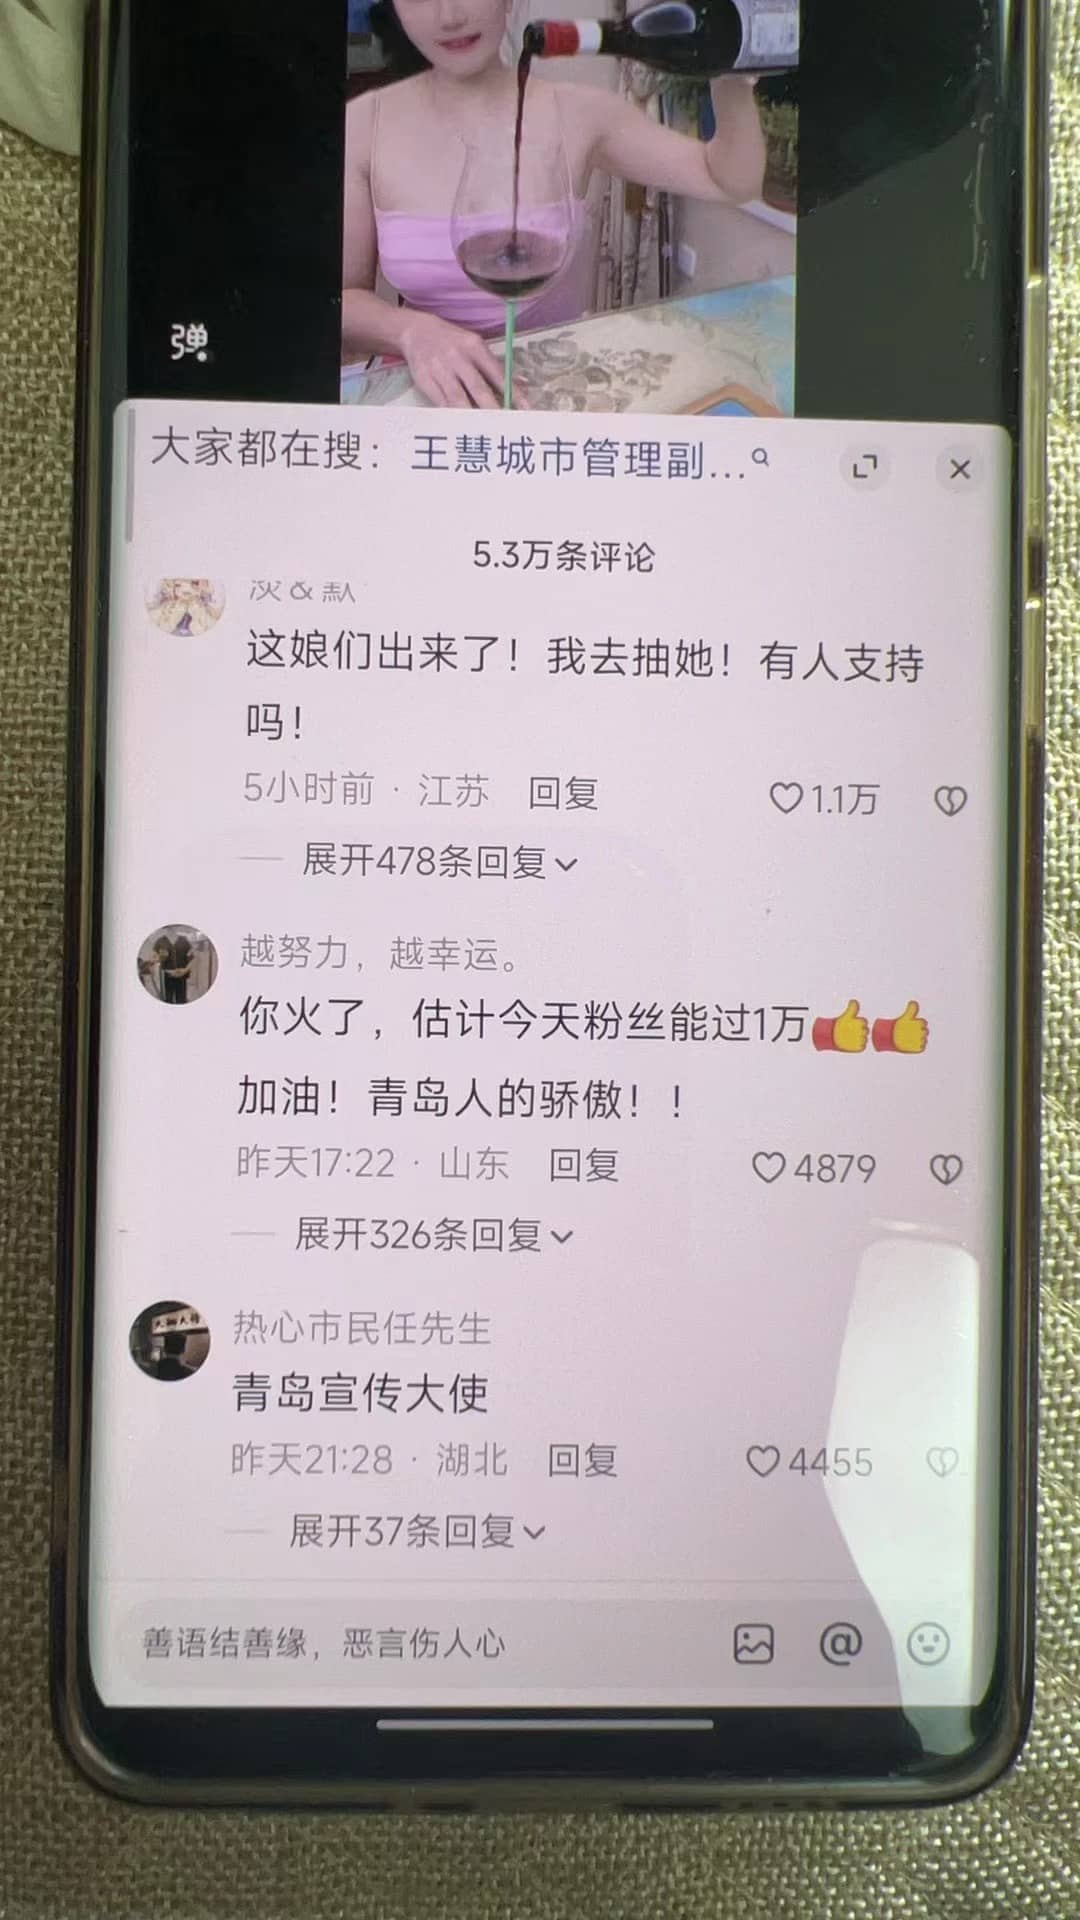 弹
大家都在搜：王慧城市管理副...
5.3万条评论
这娘们出来了！我去抽她！有人支持
吗！
5小时前 · 江苏 回复 1.1万
展开478条回复
越努力，越幸运。
你火了，估计今天粉丝能过1万👍👍
加油！青岛人的骄傲！！
昨天17:22 · 山东 回复 4879
展开326条回复
热心市民任先生
青岛宣传大使
昨天21:28 · 湖北 回复 4455
展开37条回复
善语结善缘，恶言伤人心
@